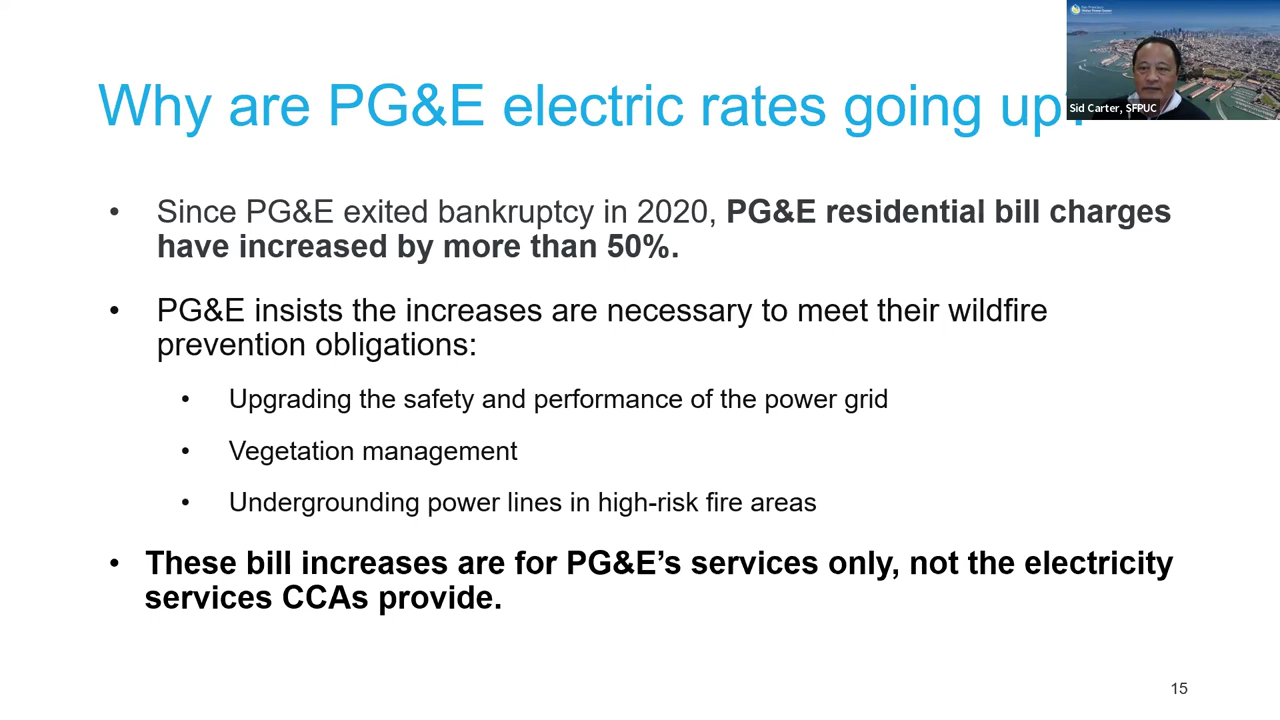 Why are PG&E electric rates going up?
Sid Carter, SFPUC
• Since PG&E exited bankruptcy in 2020, PG&E residential bill charges
have increased by more than 50%.
• PG&E insists the increases are necessary to meet their wildfire
prevention obligations:
• Upgrading the safety and performance of the power grid
• Vegetation management
• Undergrounding power lines in high-risk fire areas
• These bill increases are for PG&E’s services only, not the electricity
services CCAs provide.
15